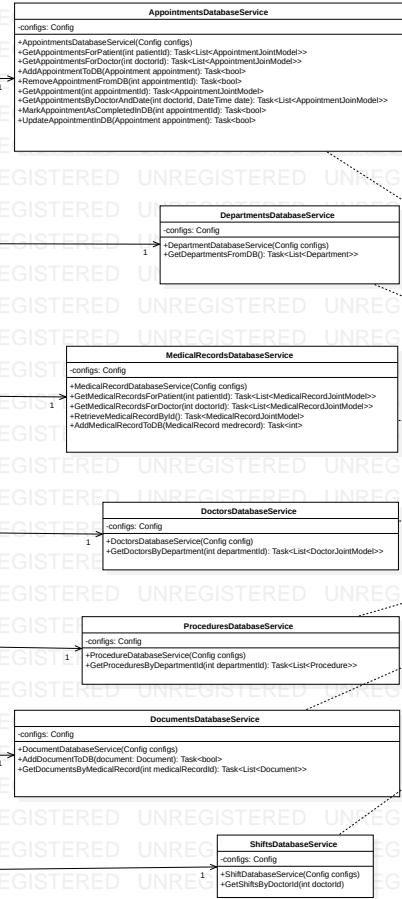 AppointmentsDatabaseService
-configs: Config
+AppointmentsDatabaseServicel(Config configs)
+GetAppointmentsForPatient(int patientId): Task<List<AppointmentJoinModel>>
+GetAppointmentsForDoctor(int doctorId): Task<List<AppointmentJoinModel>>
+AddAppointmentToDB(Appointment appointment): Task<bool>
+RemoveAppointmentFromDB(int appointmentId): Task<bool>
+GetAppointment(int appointmentId): Task<AppointmentJointModel>
+GetAppointmentsByDoctorAndDate(int doctorId, DateTime date): Task<List<AppointmentJoinModel>>
+MarkAppointmentAsCompletedInDB(int appointmentId): Task<bool>
+UpdateAppointmentInDB(Appointment appointment): Task<bool>
1
DepartmentsDatabaseService
-configs: Config
+DepartmentDatabaseService(Config configs)
+GetDepartmentsFromDB(): Task<List<Department>>
1
MedicalRecordsDatabaseService
-configs: Config
+MedicalRecordDatabaseService(Config configs)
+GetMedicalRecordsForPatient(int patientId): Task<List<MedicalRecordJointModel>>
+GetMedicalRecordsForDoctor(int doctorId): Task<List<MedicalRecordJointModel>>
+RetrieveMedicalRecordById(): Task<MedicalRecordJointModel>
+AddMedicalRecordToDB(MedicalRecord medrecord): Task<int>
1
DoctorsDatabaseService
-configs: Config
+DoctorsDatabaseService(Config config)
+GetDoctorsByDepartment(int departmentId): Task<List<DoctorJointModel>>
1
ProceduresDatabaseService
-configs: Config
+ProcedureDatabaseService(Config configs)
+GetProceduresByDepartmentId(int departmentId): Task<List<Procedure>>
1
DocumentsDatabaseService
-configs: Config
+DocumentDatabaseService(Config configs)
+AddDocumentToDB(document: Document): Task<bool>
+GetDocumentsByMedicalRecord(int medicalRecordId): Task<List<Document>>
1
ShiftsDatabaseService
-configs: Config
+ShiftDatabaseService(Config configs)
+GetShiftsByDoctorId(int doctorId)
1
UNREGISTERED